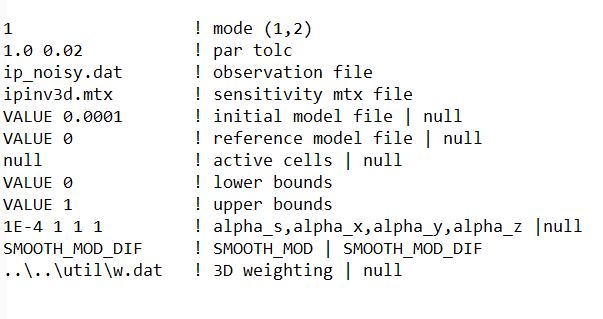 1 ! mode (1,2)
1.0 0.02 ! par tolc
ip_noisy.dat ! observation file
ipinv3d.mtx ! sensitivity mtx file
VALUE 0.0001 ! initial model file | null
VALUE 0 ! reference model file | null
null ! active cells | null
VALUE 0 ! lower bounds
VALUE 1 ! upper bounds
1E-4 1 1 1 ! alpha_s,alpha_x,alpha_y,alpha_z |null
SMOOTH_MOD_DIF ! SMOOTH_MOD | SMOOTH_MOD_DIF
..\..\util\w.dat ! 3D weighting | null